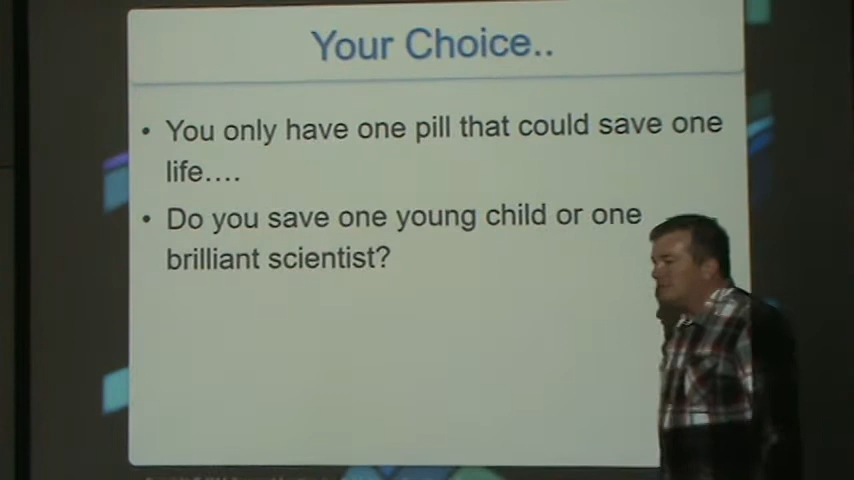 Your Choice..
• You only have one pill that could save one
life....
• Do you save one young child or one
brilliant scientist?